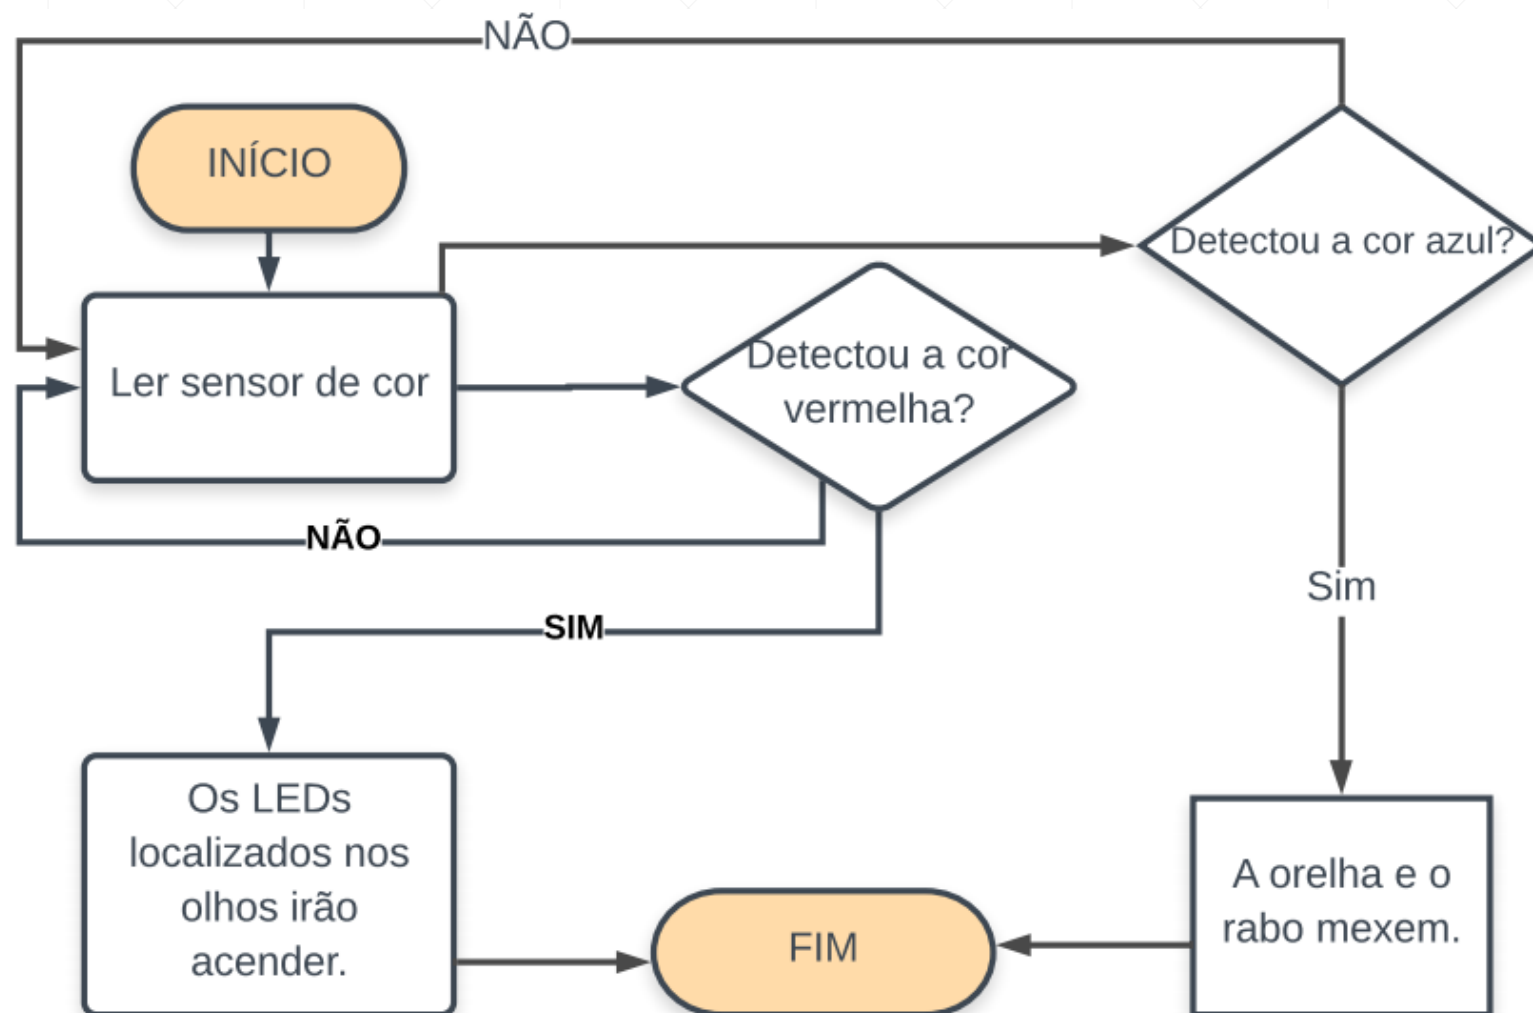 NÃO
INÍCIO
Detectou a cor azul?
Detectou a cor
vermelha?
Ler sensor de cor
NÃO
Sim
SIM
Os LEDs
localizados nos
olhos irão
acender.
A orelha e o
rabo mexem.
FIM